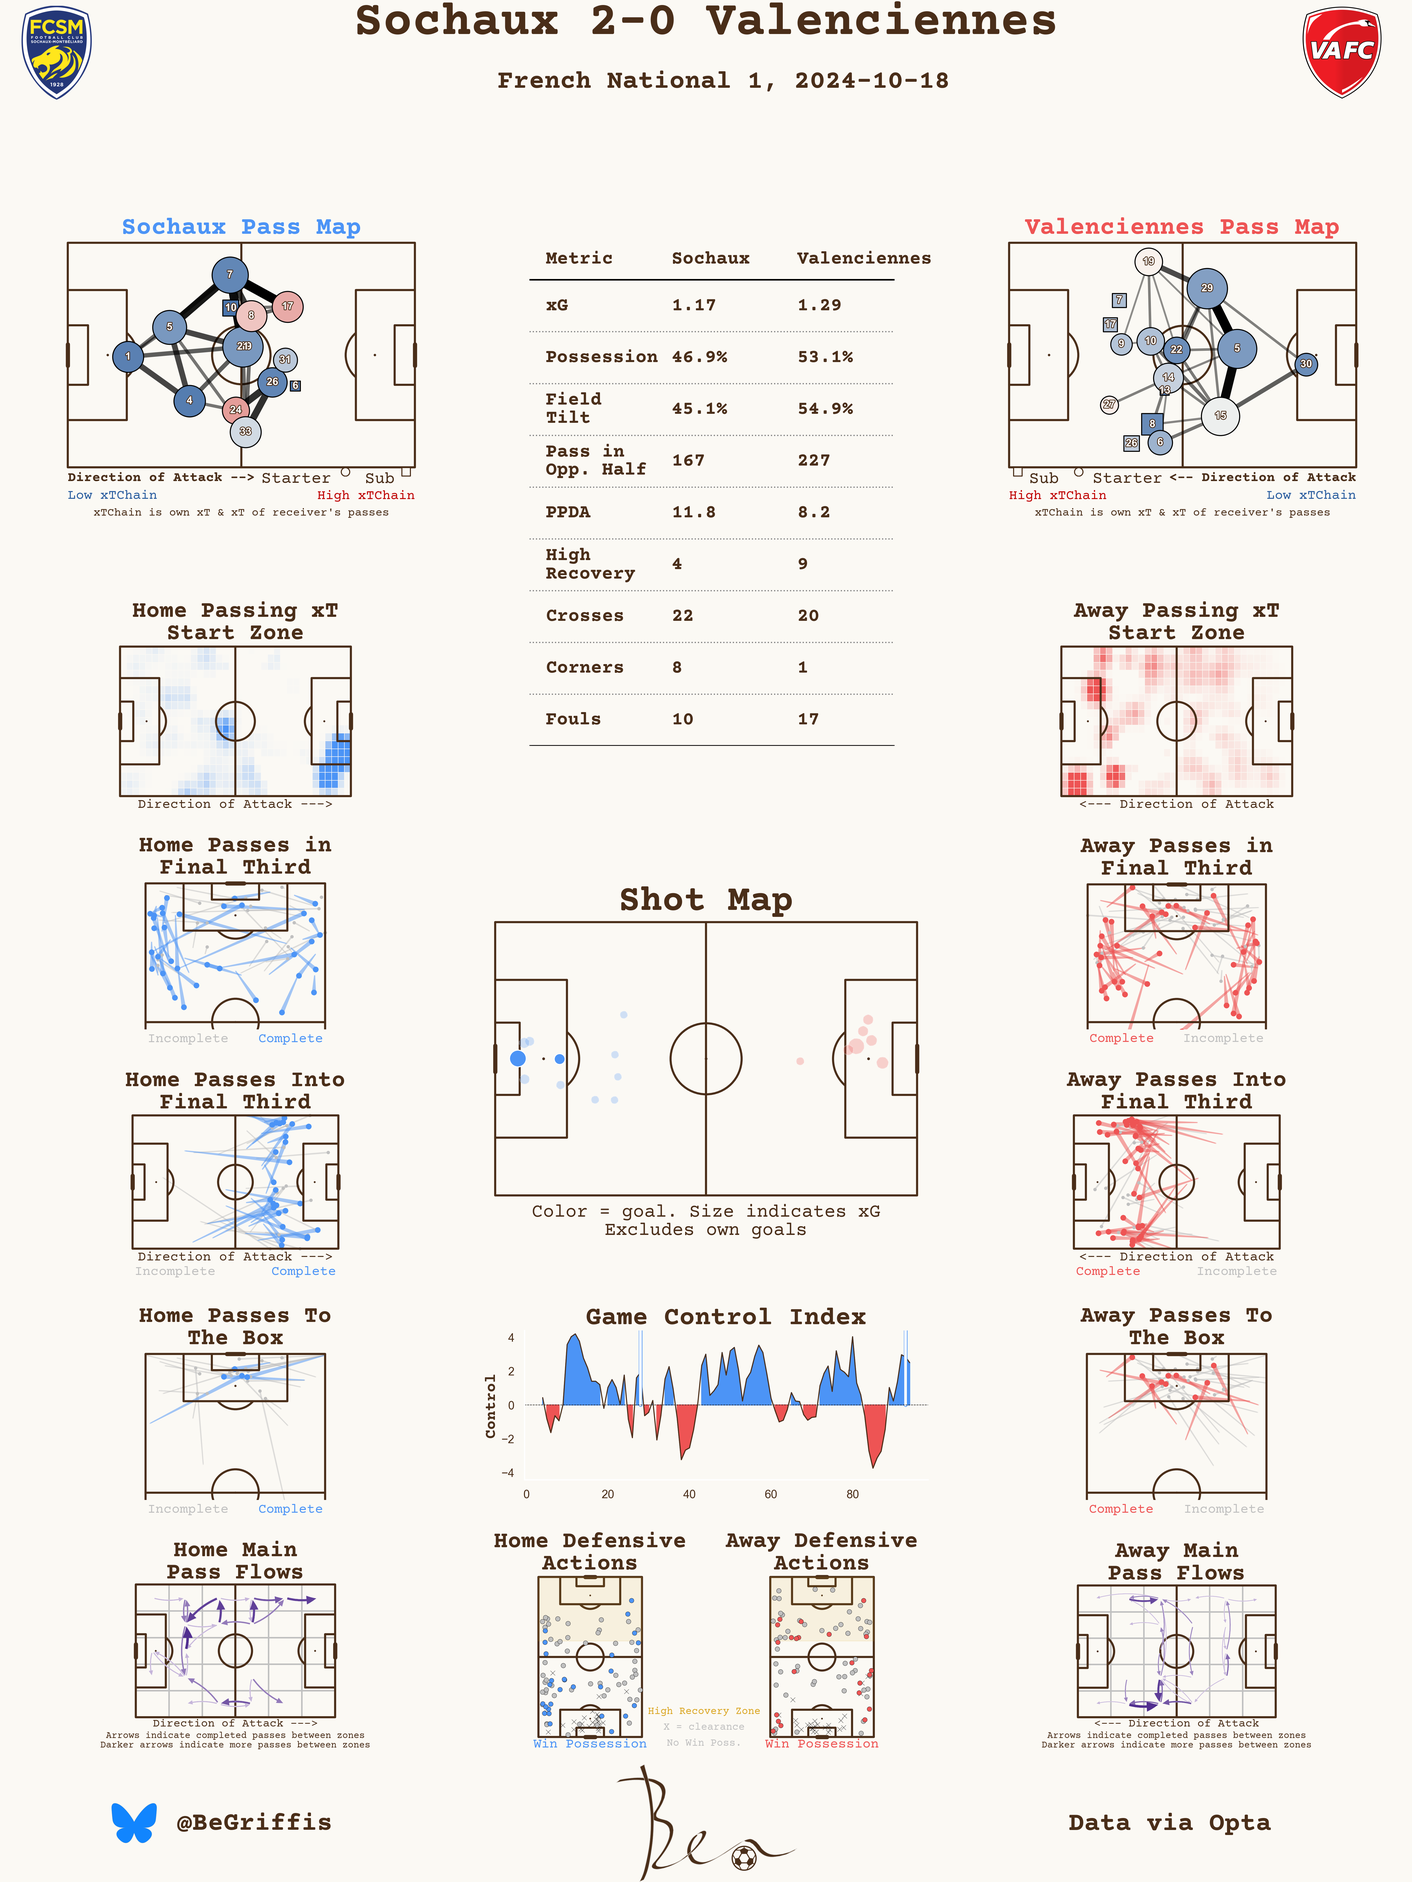 Sochaux 2-0 Valenciennes
French National 1, 2024-10-18
FCSM
FOOTBALL CLUB
SOCHAUX-MONTBÉLIARD
1928
VAFC
Sochaux Pass Map
7
10
8
17
5
1
31
26
6
4
24
33
Direction of Attack --> Starter Sub
Low xTChain High xTChain
xTChain is own xT & xT of receiver's passes
Metric Sochaux Valenciennes
xG 1.17 1.29
Possession 46.9% 53.1%
Field
Tilt 45.1% 54.9%
Pass in
Opp. Half 167 227
PPDA 11.8 8.2
High
Recovery 4 9
Crosses 22 20
Corners 8 1
Fouls 10 17
Valenciennes Pass Map
19
29
7
17
9
10
22
5
30
14
13
27
15
8
26
6
Sub Starter <-- Direction of Attack
High xTChain Low xTChain
xTChain is own xT & xT of receiver's passes
Home Passing xT
Start Zone
Direction of Attack --->
Away Passing xT
Start Zone
<--- Direction of Attack
Home Passes in
Final Third
Incomplete Complete
Away Passes in
Final Third
Complete Incomplete
Shot Map
Color = goal. Size indicates xG
Excludes own goals
Home Passes Into
Final Third
Direction of Attack --->
Incomplete Complete
Away Passes Into
Final Third
<--- Direction of Attack
Complete Incomplete
Home Passes To
The Box
Incomplete Complete
Game Control Index
Control
4
2
0
−2
−4
0 20 40 60 80
Away Passes To
The Box
Complete Incomplete
Home Main
Pass Flows
Direction of Attack --->
Arrows indicate completed passes between zones
Darker arrows indicate more passes between zones
Home Defensive
Actions
Win Possession
High Recovery Zone
X = clearance
No Win Poss.
Away Defensive
Actions
Win Possession
Away Main
Pass Flows
<--- Direction of Attack
Arrows indicate completed passes between zones
Darker arrows indicate more passes between zones
@BeGriffis
Ben
Data via Opta